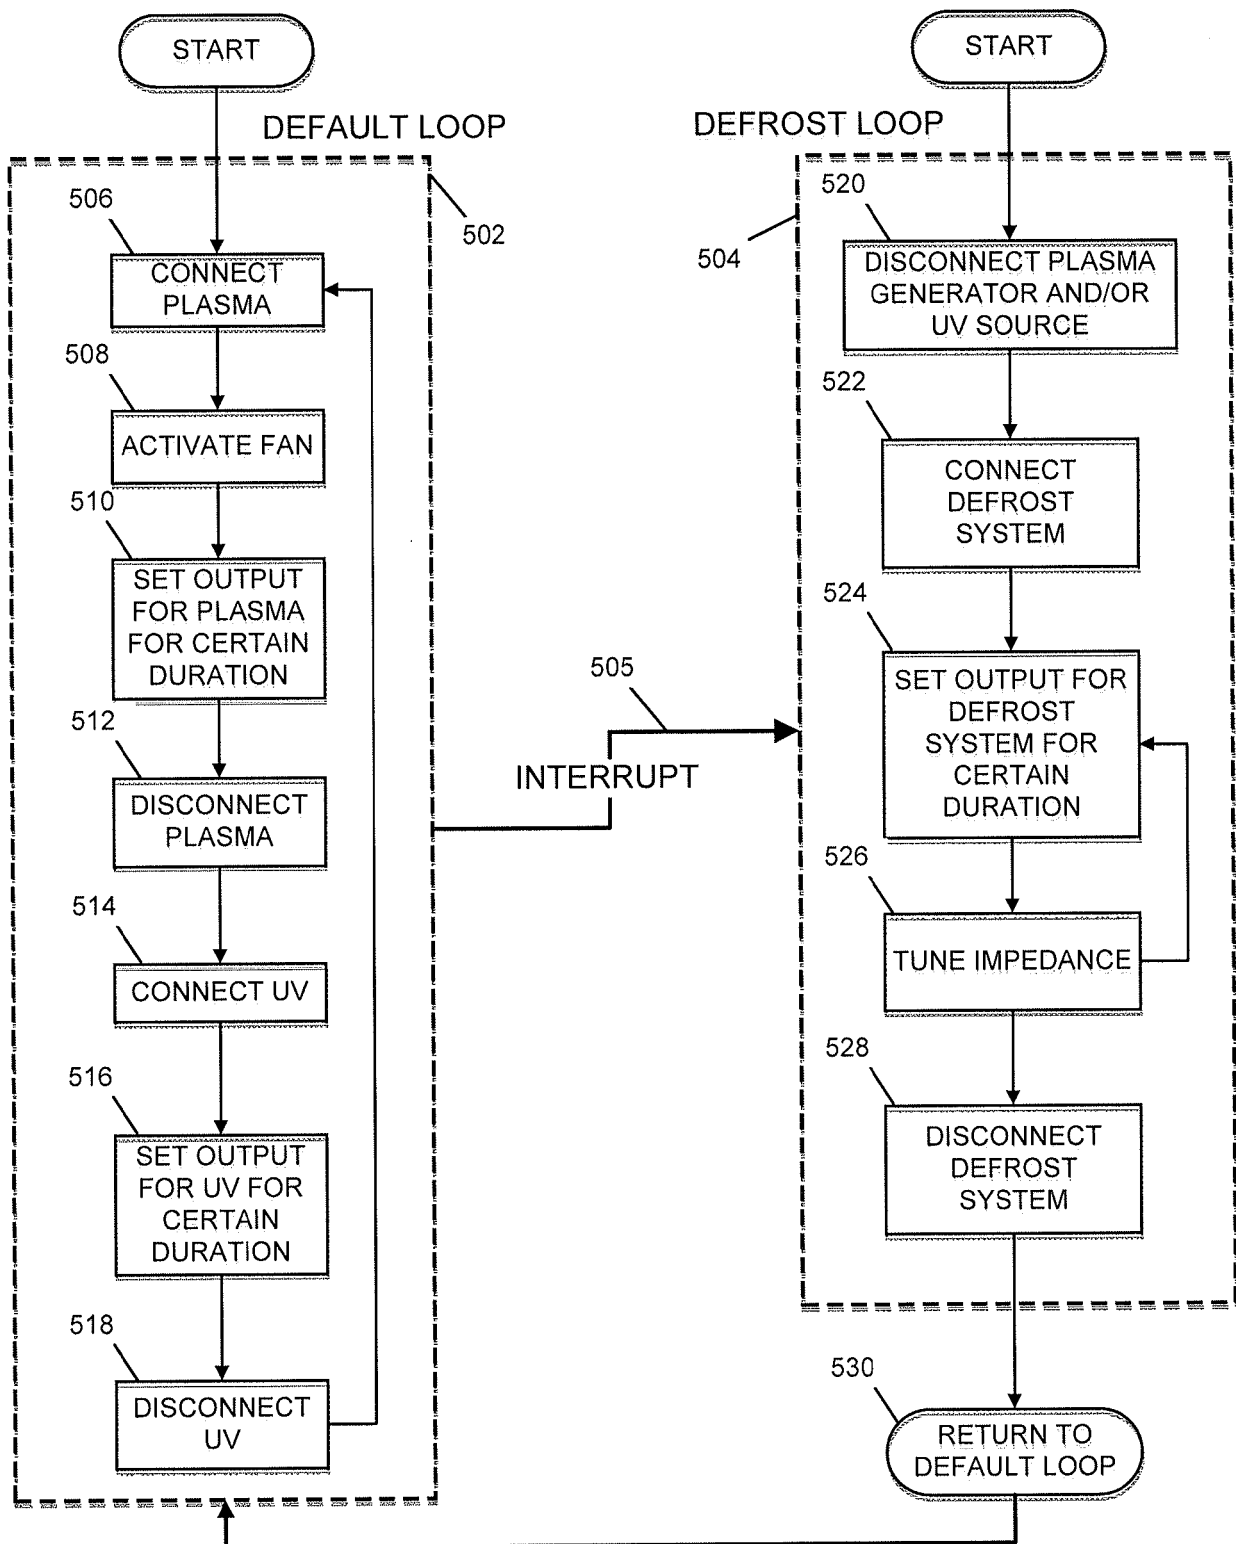 START
DEFAULT LOOP
502
506
CONNECT
PLASMA
508
ACTIVATE FAN
510
SET OUTPUT
FOR PLASMA
FOR CERTAIN
DURATION
512
DISCONNECT
PLASMA
514
CONNECT UV
516
SET OUTPUT
FOR UV FOR
CERTAIN
DURATION
518
DISCONNECT
UV
505
INTERRUPT
START
DEFROST LOOP
504
520
DISCONNECT PLASMA
GENERATOR AND/OR
UV SOURCE
522
CONNECT
DEFROST
SYSTEM
524
SET OUTPUT FOR
DEFROST
SYSTEM FOR
CERTAIN
DURATION
526
TUNE IMPEDANCE
528
DISCONNECT
DEFROST
SYSTEM
530
RETURN TO
DEFAULT LOOP